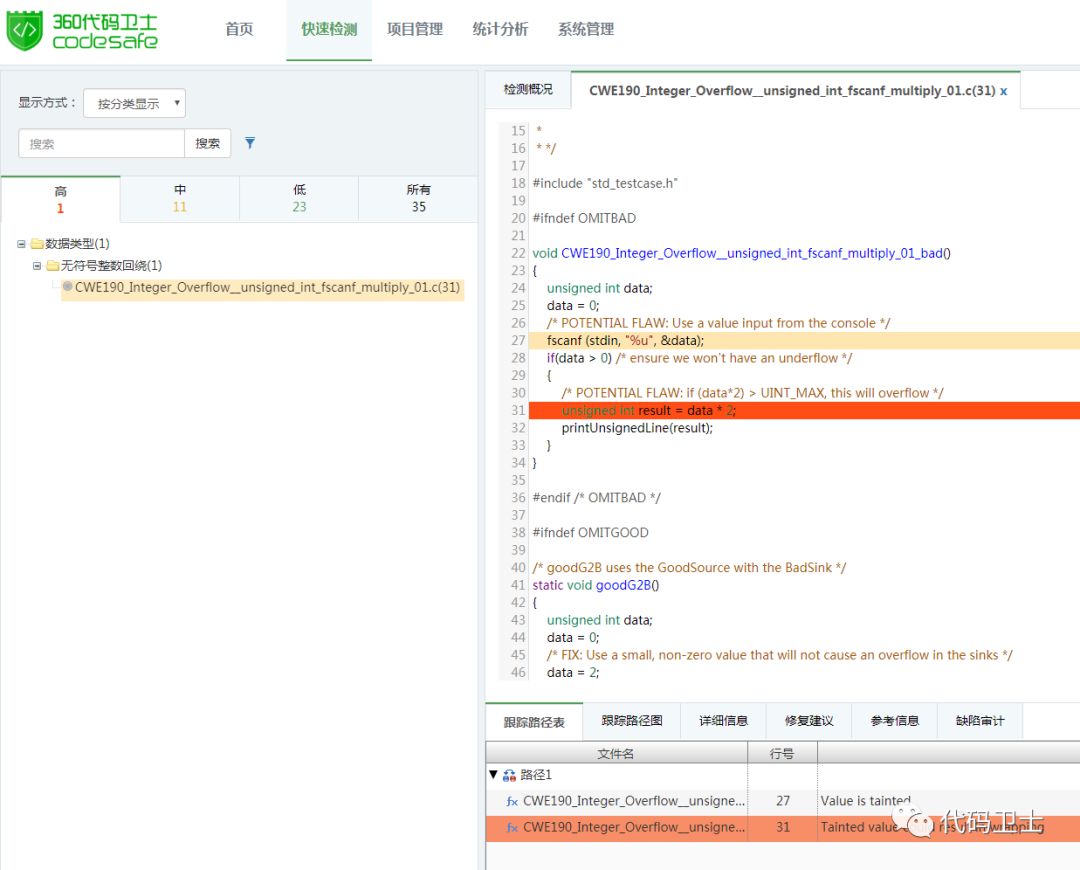 360代码卫士
codesafe
首页
快速检测
项目管理
统计分析
系统管理
显示方式：
按分类显示
搜索
搜索
高
1
中
11
低
23
所有
35
数据类型(1)
无符号整数回绕(1)
CWE190_Integer_Overflow__unsigned_int_fscanf_multiply_01.c(31)
检测概况
CWE190_Integer_Overflow__unsigned_int_fscanf_multiply_01.c(31) x
15 *
16 * */
17
18 #include "std_testcase.h"
19
20 #ifndef OMITBAD
21
22 void CWE190_Integer_Overflow__unsigned_int_fscanf_multiply_01_bad()
23 {
24 unsigned int data;
25 data = 0;
26 /* POTENTIAL FLAW: Use a value input from the console */
27 fscanf (stdin, "%u", &data);
28 if(data > 0) /* ensure we won't have an underflow */
29 {
30 /* POTENTIAL FLAW: if (data*2) > UINT_MAX, this will overflow */
31 unsigned int result = data * 2;
32 printUnsignedLine(result);
33 }
34 }
35
36 #endif /* OMITBAD */
37
38 #ifndef OMITGOOD
39
40 /* goodG2B uses the GoodSource with the BadSink */
41 static void goodG2B()
42 {
43 unsigned int data;
44 data = 0;
45 /* FIX: Use a small, non-zero value that will not cause an overflow in the sinks */
46 data = 2;
跟踪路径表
跟踪路径图
详细信息
修复建议
参考信息
缺陷审计
文件名
行号
路径1
fx CWE190_Integer_Overflow__unsigne... 27 Value is tainted
fx CWE190_Integer_Overflow__unsigne... 31 Tainted value wrapping
代码卫士